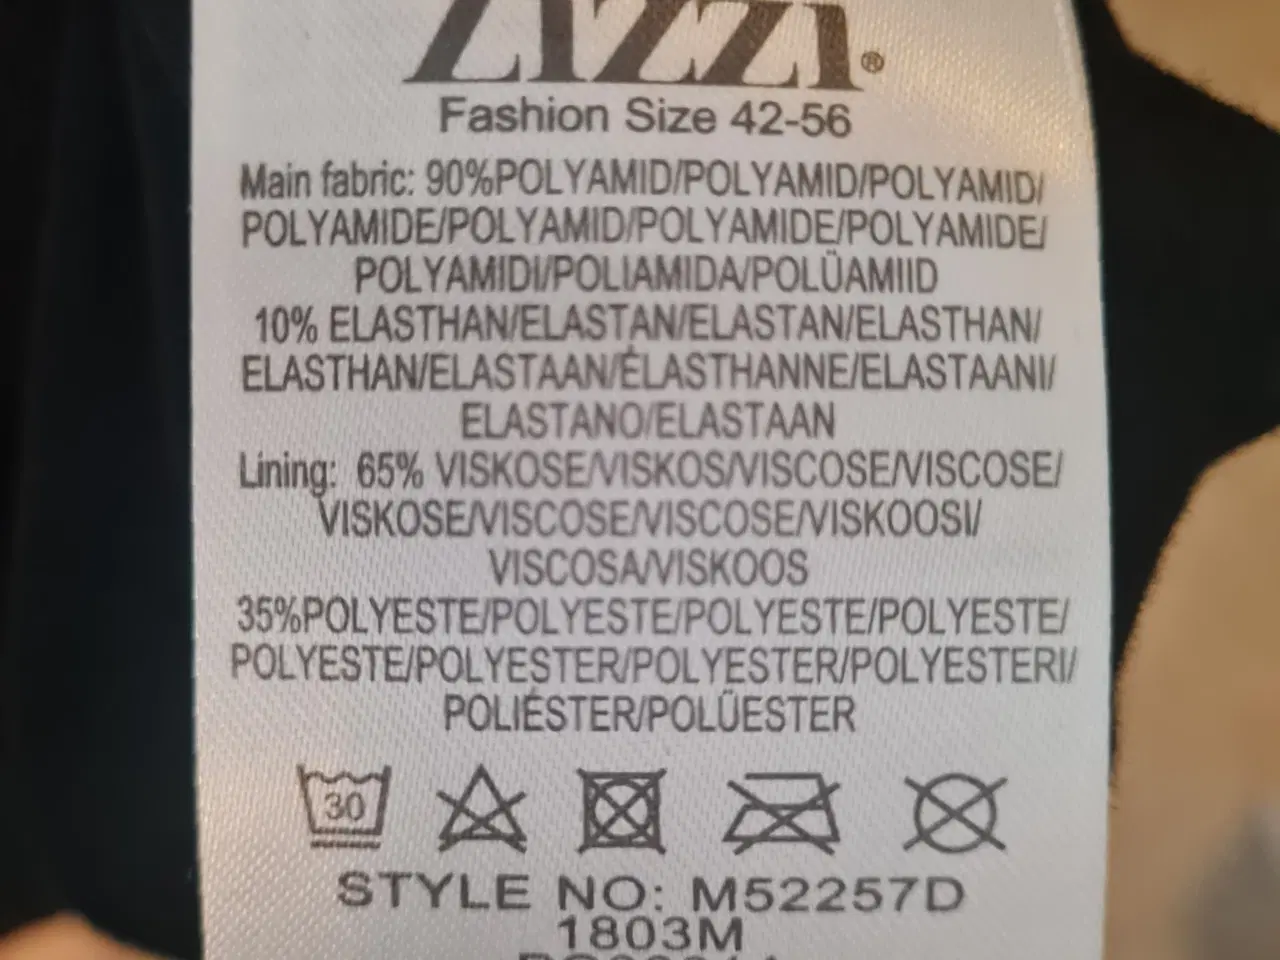 ZIZZI®
Fashion Size 42-56
Main fabric: 90%POLYAMID/POLYAMID/POLYAMID/
POLYAMIDE/POLYAMID/POLYAMIDE/POLYAMIDE/
POLYAMIDI/POLIAMIDA/POLÜAMIID
10% ELASTHAN/ELASTAN/ELASTAN/ELASTHAN/
ELASTHAN/ELASTAAN/ÉLASTHANNE/ELASTAANI/
ELASTANO/ELASTAAN
Lining: 65% VISKOSE/VISKOS/VISCOSE/VISCOSE/
VISKOSE/VISCOSE/VISCOSE/VISKOOSI/
VISCOSA/VISKOOS
35%POLYESTE/POLYESTE/POLYESTE/POLYESTE/
POLYESTE/POLYESTER/POLYESTER/POLYESTERI/
POLIÉSTER/POLÜESTER
30
STYLE NO: M52257D
1803M